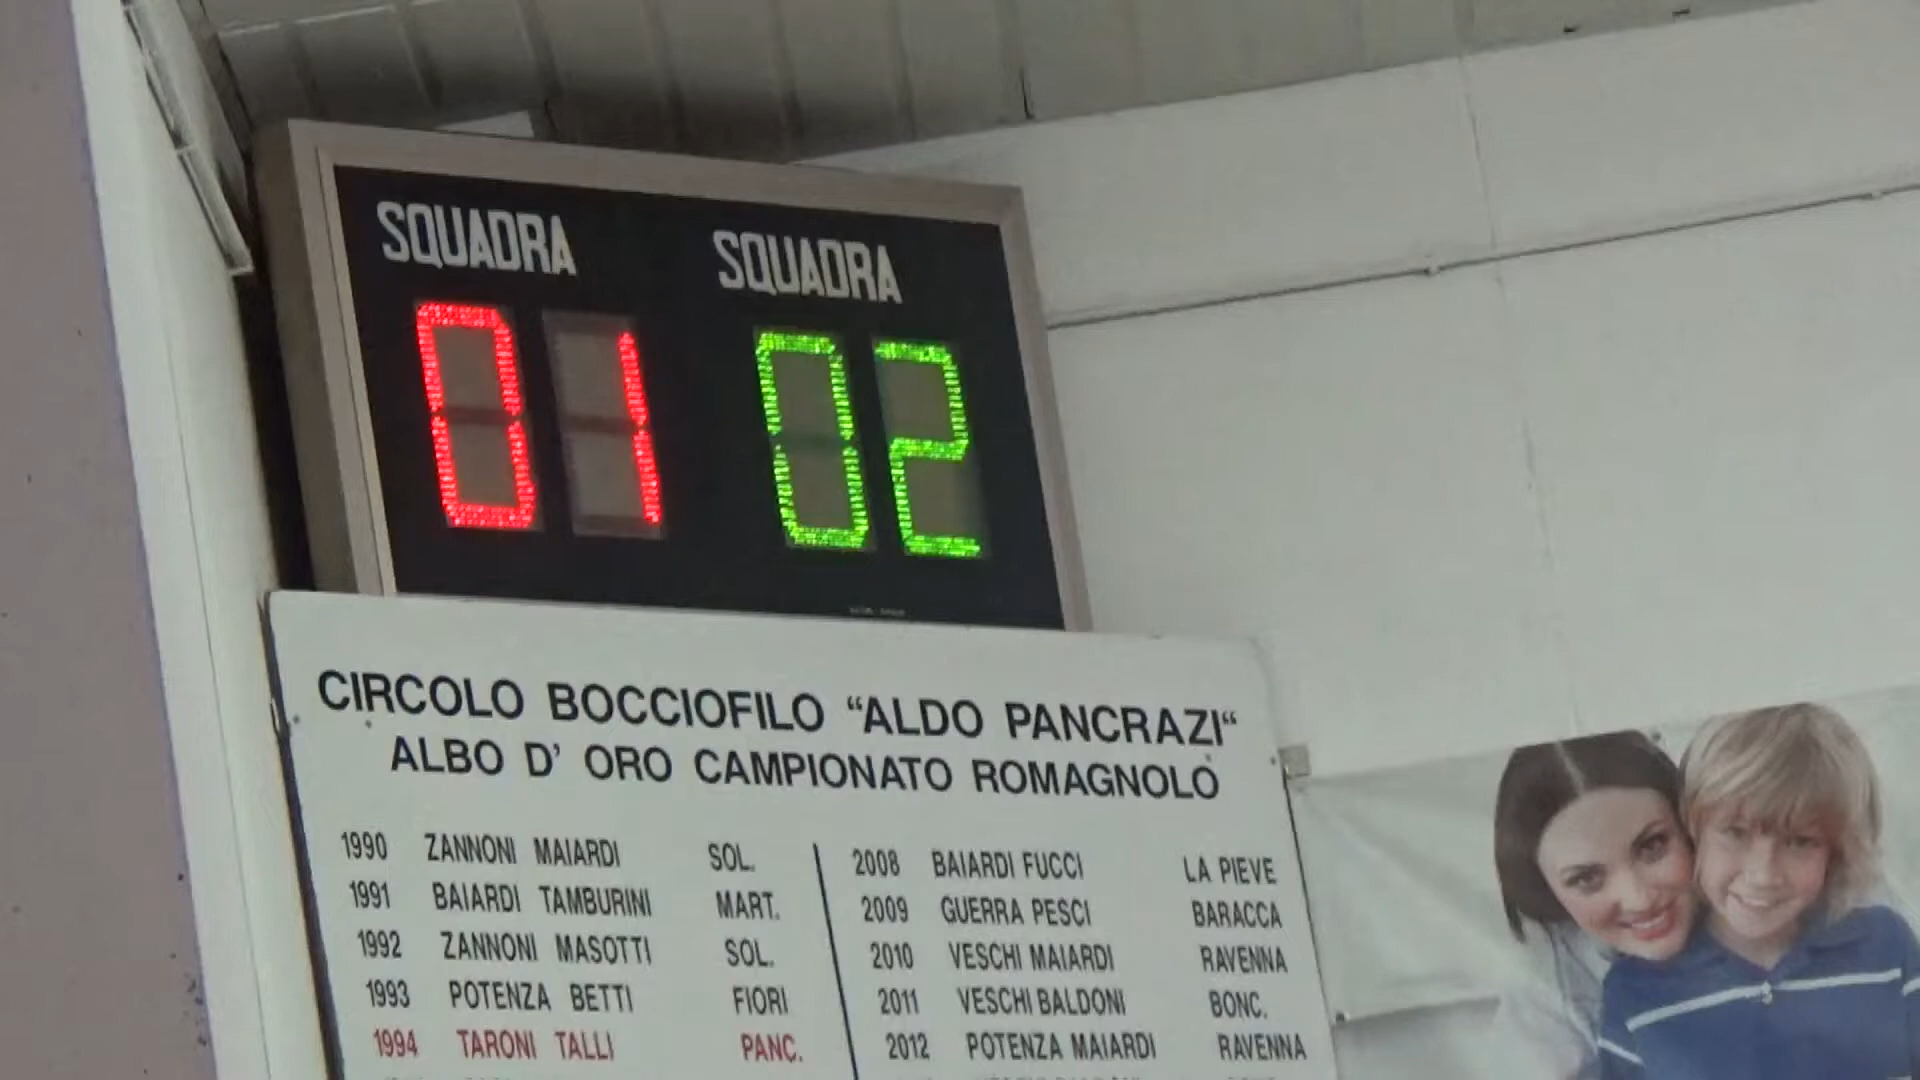 SQUADRA SQUADRA
01 02
CIRCOLO BOCCIOFILO “ALDO PANCRAZI“
ALBO D’ ORO CAMPIONATO ROMAGNOLO
1990 ZANNONI MAIARDI SOL. 2008 BAIARDI FUCCI LA PIEVE
1991 BAIARDI TAMBURINI MART. 2009 GUERRA PESCI BARACCA
1992 ZANNONI MASOTTI SOL. 2010 VESCHI MAIARDI RAVENNA
1993 POTENZA BETTI FIORI 2011 VESCHI BALDONI BONC.
1994 TARONI TALLI PANC. 2012 POTENZA MAIARDI RAVENNA